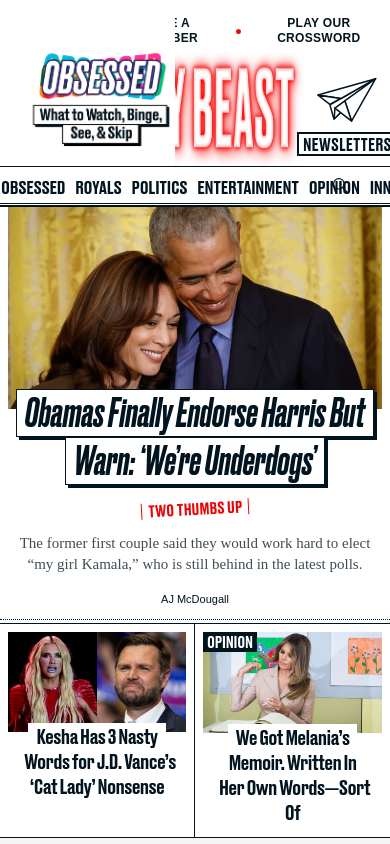 E A
BER
PLAY OUR
CROSSWORD
OBSESSED
What to Watch, Binge,
See, & Skip
Y BEAST
NEWSLETTERS
OBSESSED ROYALS POLITICS ENTERTAINMENT OPINION INN
Obamas Finally Endorse Harris But
Warn: ‘We’re Underdogs’
TWO THUMBS UP
The former first couple said they would work hard to elect
“my girl Kamala,” who is still behind in the latest polls.
AJ McDougall
OPINION
Kesha Has 3 Nasty
Words for J.D. Vance’s
‘Cat Lady’ Nonsense
We Got Melania’s
Memoir. Written In
Her Own Words—Sort
Of